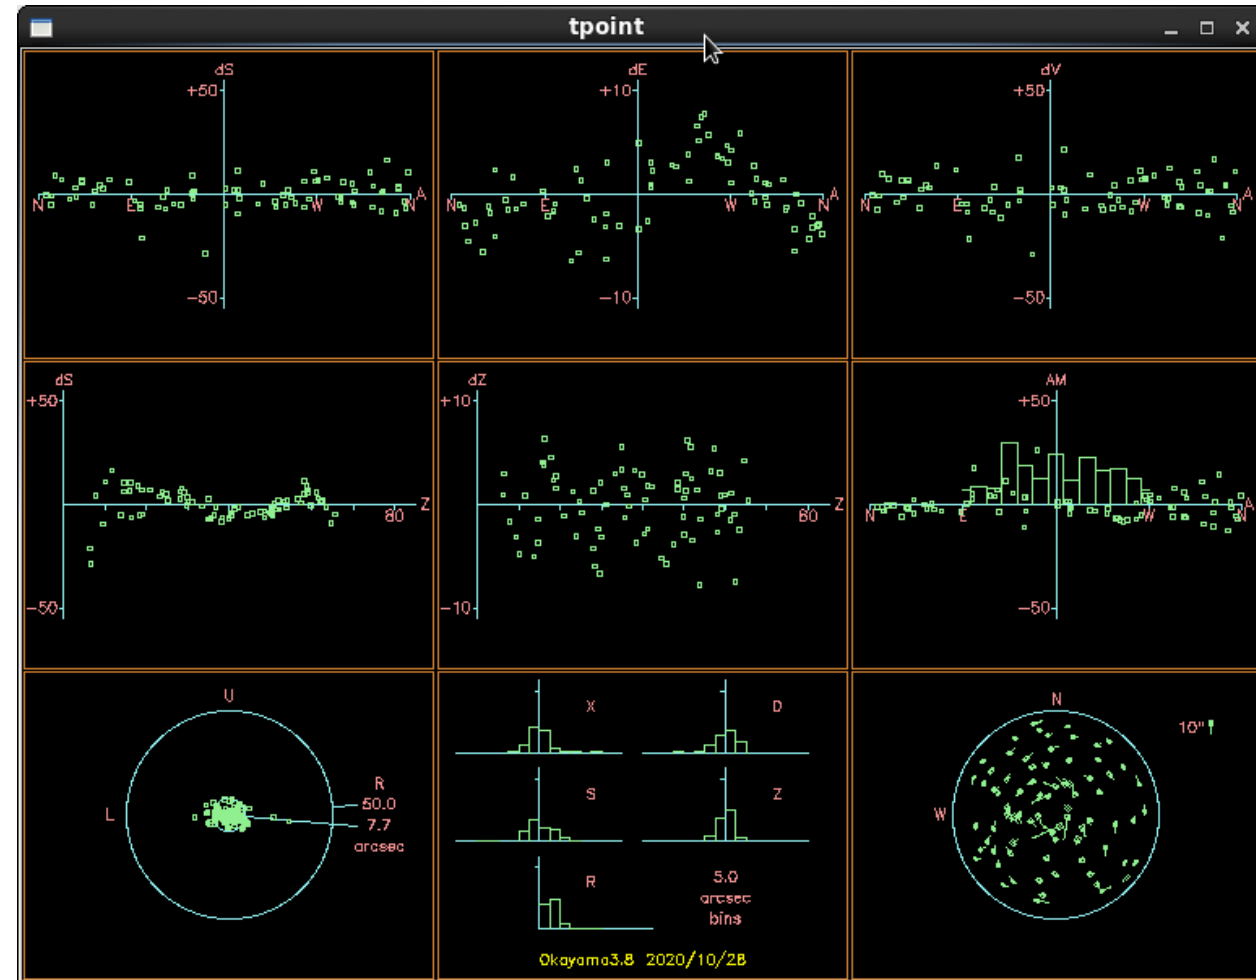 tpoint
dS
+50
N E W N A
-50
dE
+10
N E W N A
-10
dV
+50
N E W N A
-50
dS
+50
Z
80
-50
dZ
+10
Z
80
-10
AM
+50
N E W N A
-50
U
L
R
50.0
7.7
arcsec
X D
S Z
R
5.0
arcsec
bins
Okayama3.8 2020/10/28
N
10"
W